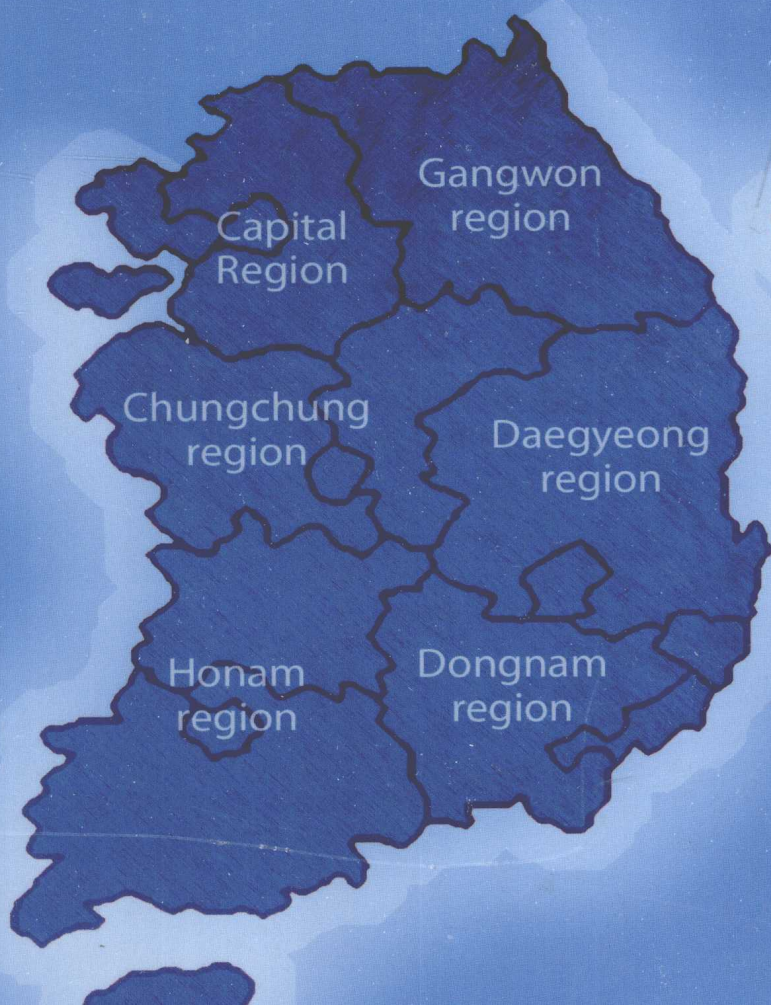 Gangwon
region
Capital
Region
Chungchung
region
Daegyeong
region
Honam
region
Dongnam
region